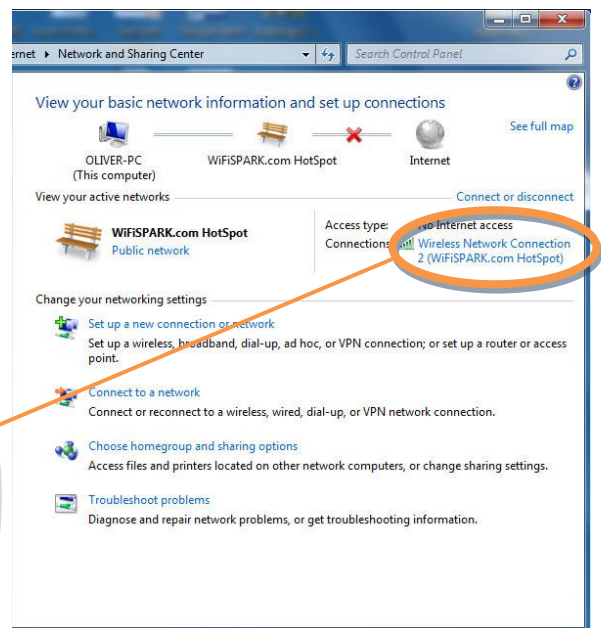 ernet ▸ Network and Sharing Center
Search Control Panel
View your basic network information and set up connections
See full map
OLIVER-PC
(This computer)
WiFiSPARK.com HotSpot
Internet
View your active networks
Connect or disconnect
WiFiSPARK.com HotSpot
Public network
Access type: No Internet access
Connections: Wireless Network Connection
2 (WiFiSPARK.com HotSpot)
Change your networking settings
Set up a new connection or network
Set up a wireless, broadband, dial-up, ad hoc, or VPN connection; or set up a router or access
point.
Connect to a network
Connect or reconnect to a wireless, wired, dial-up, or VPN network connection.
Choose homegroup and sharing options
Access files and printers located on other network computers, or change sharing settings.
Troubleshoot problems
Diagnose and repair network problems, or get troubleshooting information.